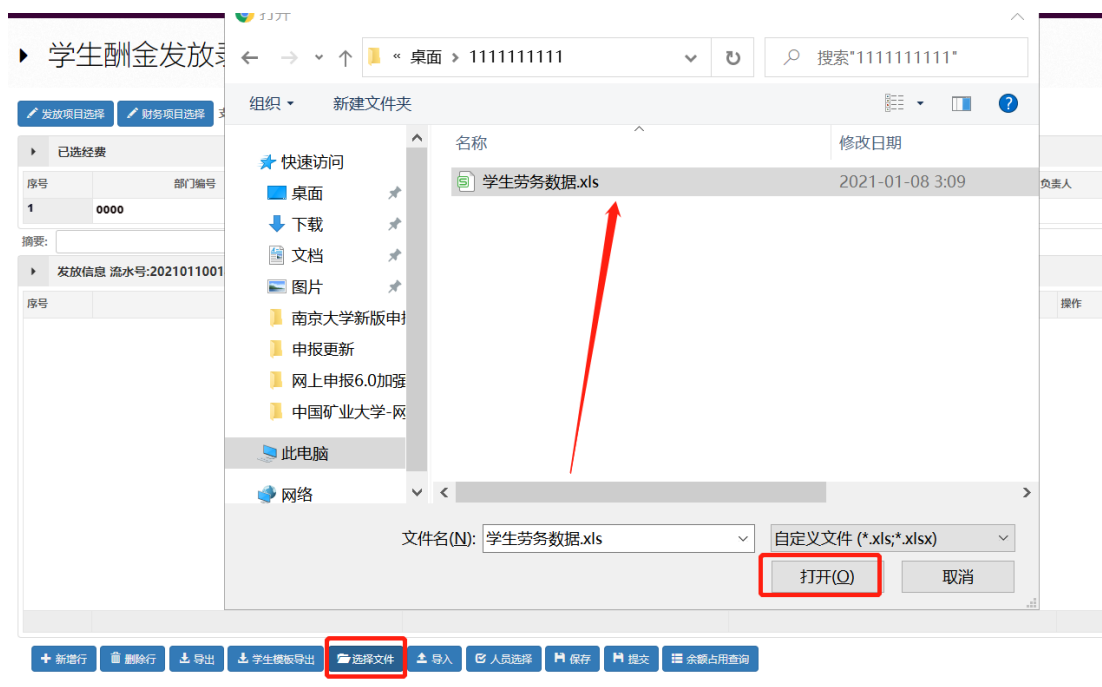 打开
学生酬金发放
桌面 > 1111111111
搜索"1111111111"
组织
新建文件夹
发放项目选择
财务项目选择
名称
修改日期
已选经费
快速访问
学生劳务数据.xls
2021-01-08 3:09
序号
部门编号
负责人
桌面
1
0000
下载
摘要:
文档
发放信息 流水号:2021011001
图片
序号
操作
南京大学新版申
申报更新
网上申报6.0加强
中国矿业大学-网
此电脑
网络
文件名(N):
学生劳务数据.xls
自定义文件 (*.xls;*.xlsx)
打开(O)
取消
新增行
删除行
导出
学生模板导出
选择文件
导入
人员选择
保存
提交
余额占用查询